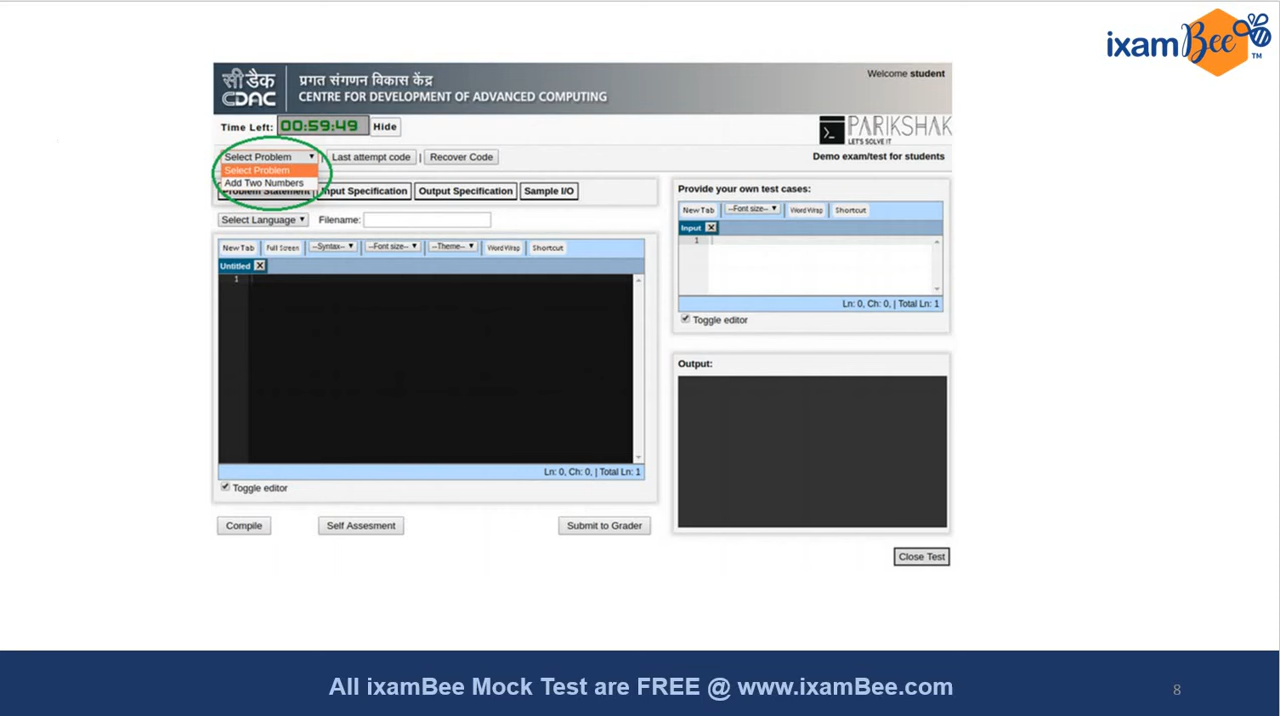 ixamBee™
सी डैक
CDAC
प्रगत संगणन विकास केंद्र
CENTRE FOR DEVELOPMENT OF ADVANCED COMPUTING
Welcome student
Time Left: 00:59:49 Hide
PARIKSHAK
LET'S SOLVE IT
Select Problem | Last attempt code | Recover Code
Demo exam/test for students
Select Problem
Add Two Numbers
Problem Statement Input Specification Output Specification Sample I/O
Select Language Filename:
New Tab Full Screen --Syntax-- --Font size-- --Theme-- Word Wrap Shortcut
Untitled X
1
Ln: 0, Ch: 0, | Total Ln: 1
Toggle editor
Compile Self Assesment Submit to Grader
Provide your own test cases:
New Tab --Font size-- Word Wrap Shortcut
Input X
1
Ln: 0, Ch: 0, | Total Ln: 1
Toggle editor
Output:
Close Test
All ixamBee Mock Test are FREE @ www.ixamBee.com
8